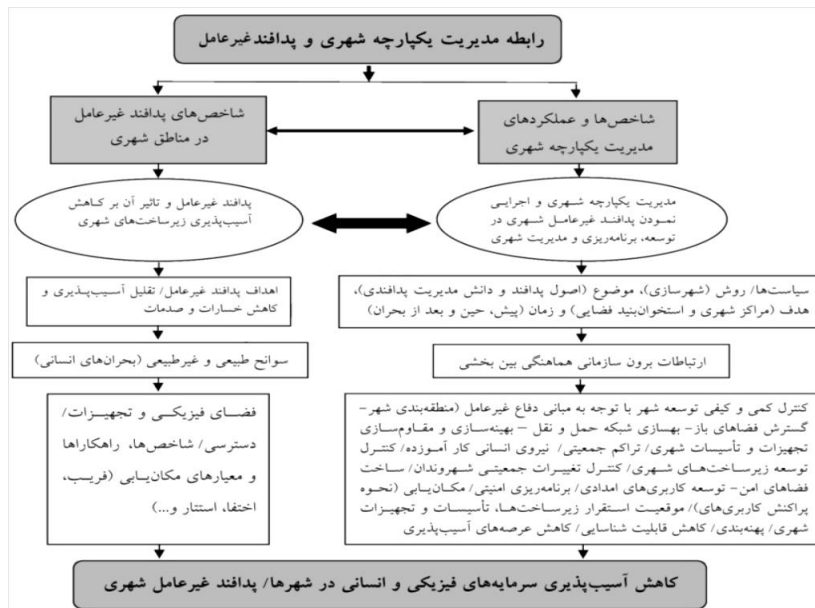 رابطه مدیریت یکپارچه شهری و پدافندغیرعامل
شاخص‌ها و عملکردهای
مدیریت یکپارچه شهری
شاخص‌های پدافند غیرعامل
در مناطق شهری
مدیریت یکپارچه شهری و اجرایی
نمودن پدافند غیرعامل شهری در
توسعه، برنامه‌ریزی و مدیریت شهری
پدافند غیرعامل و تاثیر آن بر کاهش
آسیب‌پذیری زیرساخت‌های شهری
سیاست‌ها/ روش (شهرسازی)، موضوع (اصول پدافند و دانش مدیریت پدافندی)،
هدف (مراکز شهری و استخوان‌بنید فضایی) و زمان (پیش، حین و بعد از بحران)
اهداف پدافند غیرعامل/ تقلیل آسیب‌پذیری و
کاهش خسارات و صدمات
ارتباطات برون سازمانی هماهنگی بین بخشی
سوانح طبیعی و غیرطبیعی (بحران‌های انسانی)
کنترل کمی و کیفی توسعه شهر با توجه به مبانی دفاع غیرعامل (منطقه‌بندی شهر–
گسترش فضاهای باز– بهسازی شبکه حمل و نقل – بهینه‌سازی و مقاوم‌سازی
تجهیزات و تأسیسات شهری/ تراکم جمعیتی/ نیروی انسانی کار آموزده/ کنترل
توسعه زیرساخت‌های شهری/ کنترل تغییرات جمعیتی شهروندان/ ساخت
فضاهای امن– توسعه کاربری‌های امدادی/ برنامه‌ریزی امنیتی/ مکان‌یابی (نحوه
پراکنش کاربری‌های)/ موقعیت استقرار زیرساخت‌ها، تأسیسات و تجهیزات
شهری/ پهنه‌بندی/ کاهش قابلیت شناسایی/ کاهش عرصه‌های آسیب‌پذیری
فضای فیزیکی و تجهیزات/
دسترسی/ شاخص‌ها، راهکاراها
و معیارهای مکان‌یابی (فریب،
اختفا، استتار و...)
کاهش آسیب‌پذیری سرمایه‌های فیزیکی و انسانی در شهرها/ پدافند غیرعامل شهری